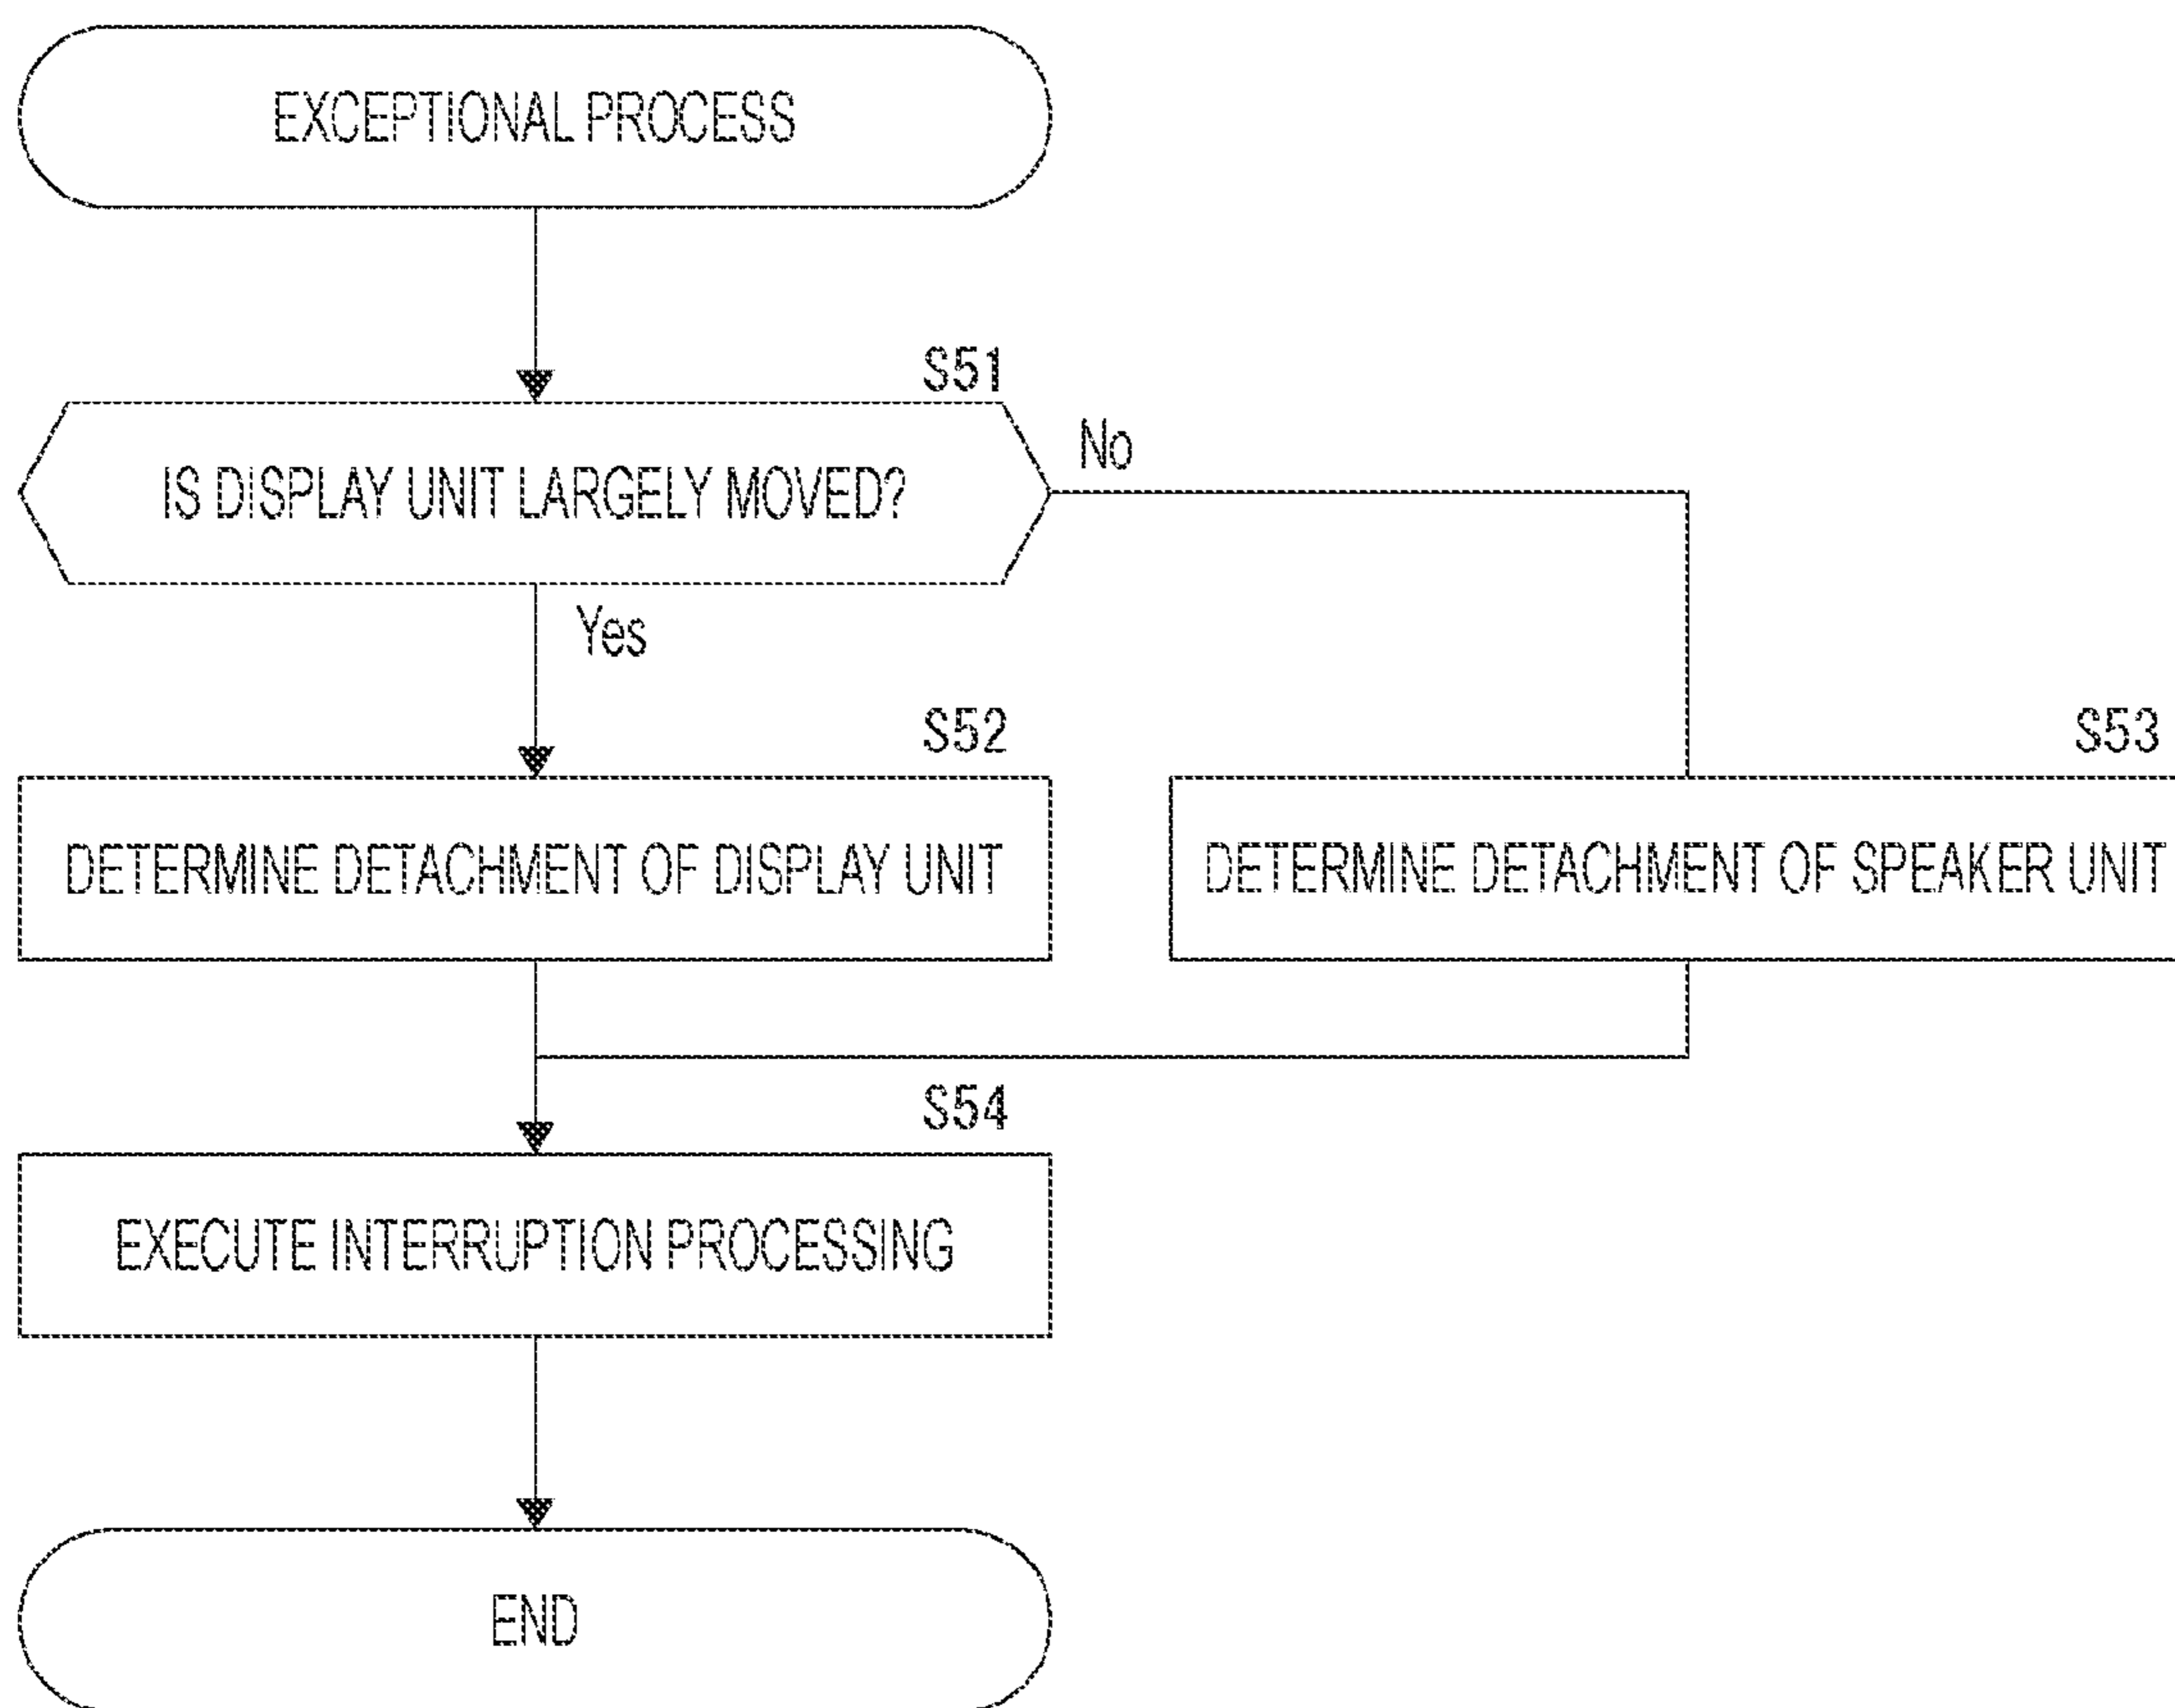 EXCEPTIONAL PROCESS
S51
IS DISPLAY UNIT LARGELY MOVED?
No
Yes
S52
DETERMINE DETACHMENT OF DISPLAY UNIT
S53
DETERMINE DETACHMENT OF SPEAKER UNIT
S54
EXECUTE INTERRUPTION PROCESSING
END